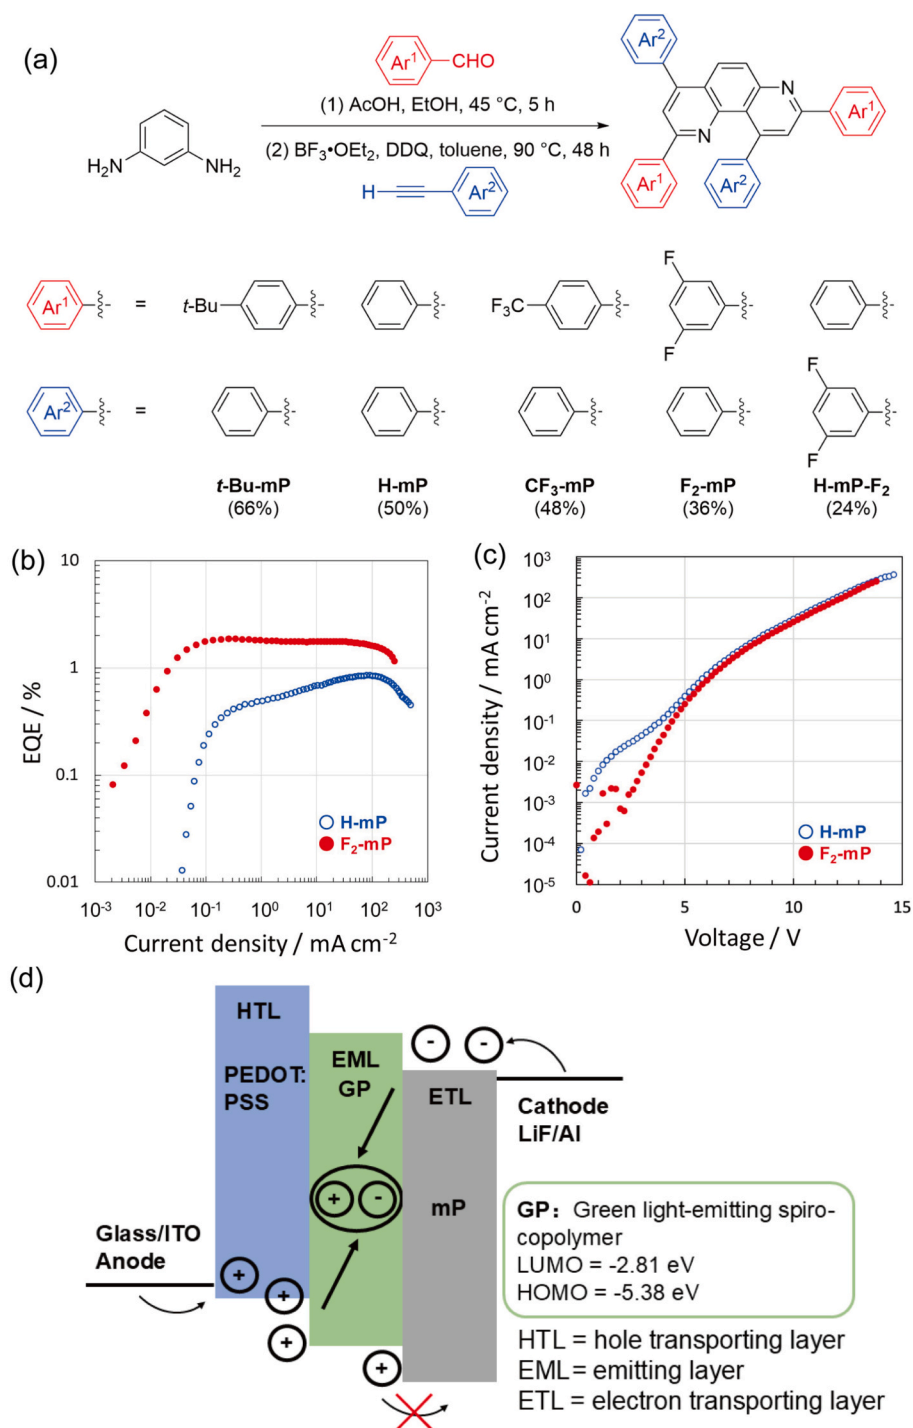 (a)
Ar¹
CHO
(1) AcOH, EtOH, 45 °C, 5 h
(2) BF₃•OEt₂, DDQ, toluene, 90 °C, 48 h
H₂N
NH₂
H
Ar²
Ar²
N
Ar¹
N
Ar¹
Ar²
Ar¹
=
t-Bu
F₃C
F
F
Ar²
=
F
F
t-Bu-mP
H-mP
CF₃-mP
F₂-mP
H-mP-F₂
(66%)
(50%)
(48%)
(36%)
(24%)
(b)
EQE / %
10
1
0.1
0.01
H-mP
F₂-mP
10⁻³
10⁻²
10⁻¹
10⁰
10¹
10²
10³
Current density / mA cm⁻²
(c)
Current density / mA cm⁻²
10³
10²
10¹
10⁰
10⁻¹
10⁻²
10⁻³
10⁻⁴
10⁻⁵
H-mP
F₂-mP
0
5
10
15
Voltage / V
(d)
HTL
PEDOT:
PSS
EML
GP
ETL
mP
-
-
+
-
+
+
+
+
Glass/ITO
Anode
Cathode
LiF/Al
GP: Green light-emitting spiro-
copolymer
LUMO = -2.81 eV
HOMO = -5.38 eV
HTL = hole transporting layer
EML = emitting layer
ETL = electron transporting layer